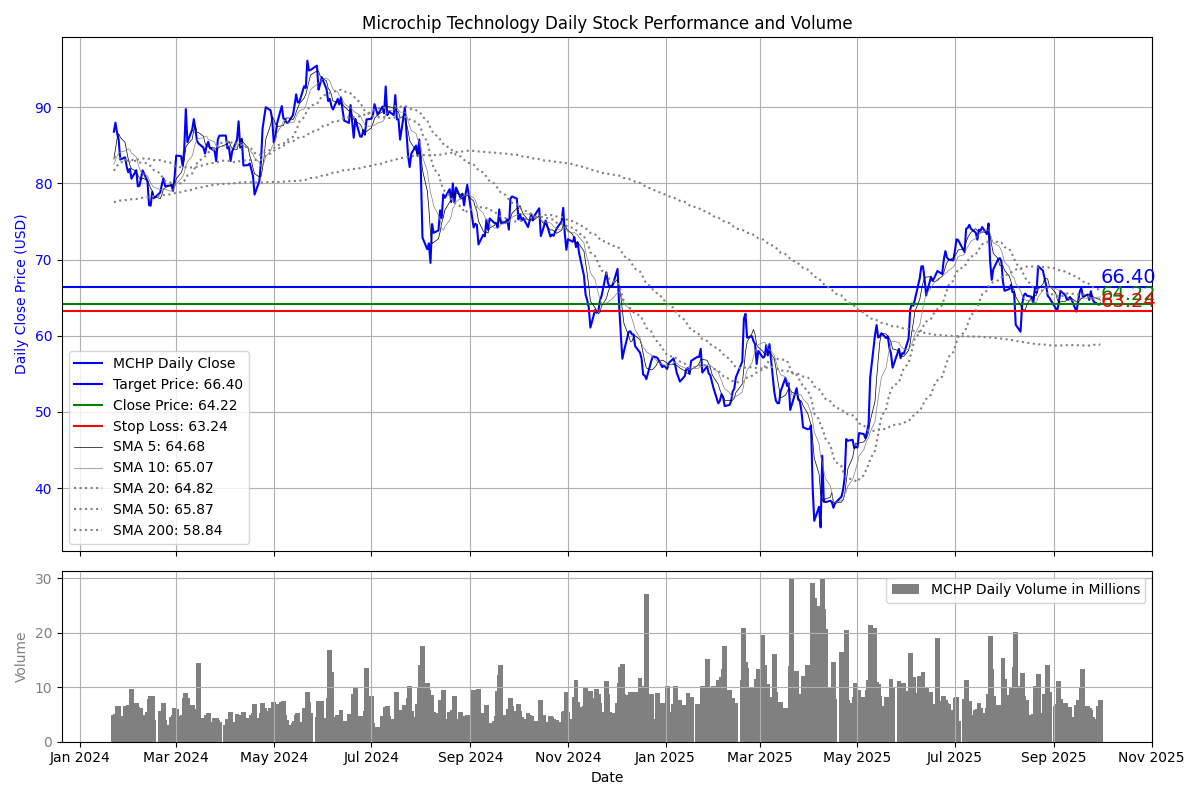 Microchip Technology Daily Stock Performance and Volume
Daily Close Price (USD)
90
80
70
60
50
40
66.40
64.22
63.24
MCHP Daily Close
Target Price: 66.40
Close Price: 64.22
Stop Loss: 63.24
SMA 5: 64.68
SMA 10: 65.07
SMA 20: 64.82
SMA 50: 65.87
SMA 200: 58.84
Volume
30
20
10
0
MCHP Daily Volume in Millions
Jan 2024 Mar 2024 May 2024 Jul 2024 Sep 2024 Nov 2024 Jan 2025 Mar 2025 May 2025 Jul 2025 Sep 2025 Nov 2025
Date